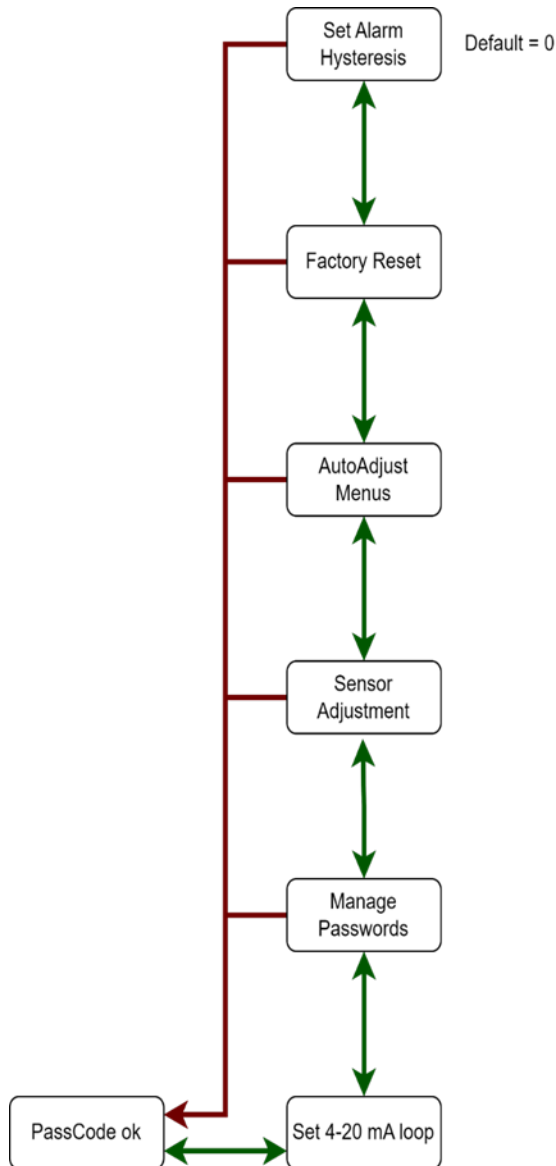 Set Alarm
Hysteresis
Default = 0
Factory Reset
AutoAdjust
Menus
Sensor
Adjustment
Manage
Passwords
PassCode ok
Set 4-20 mA loop